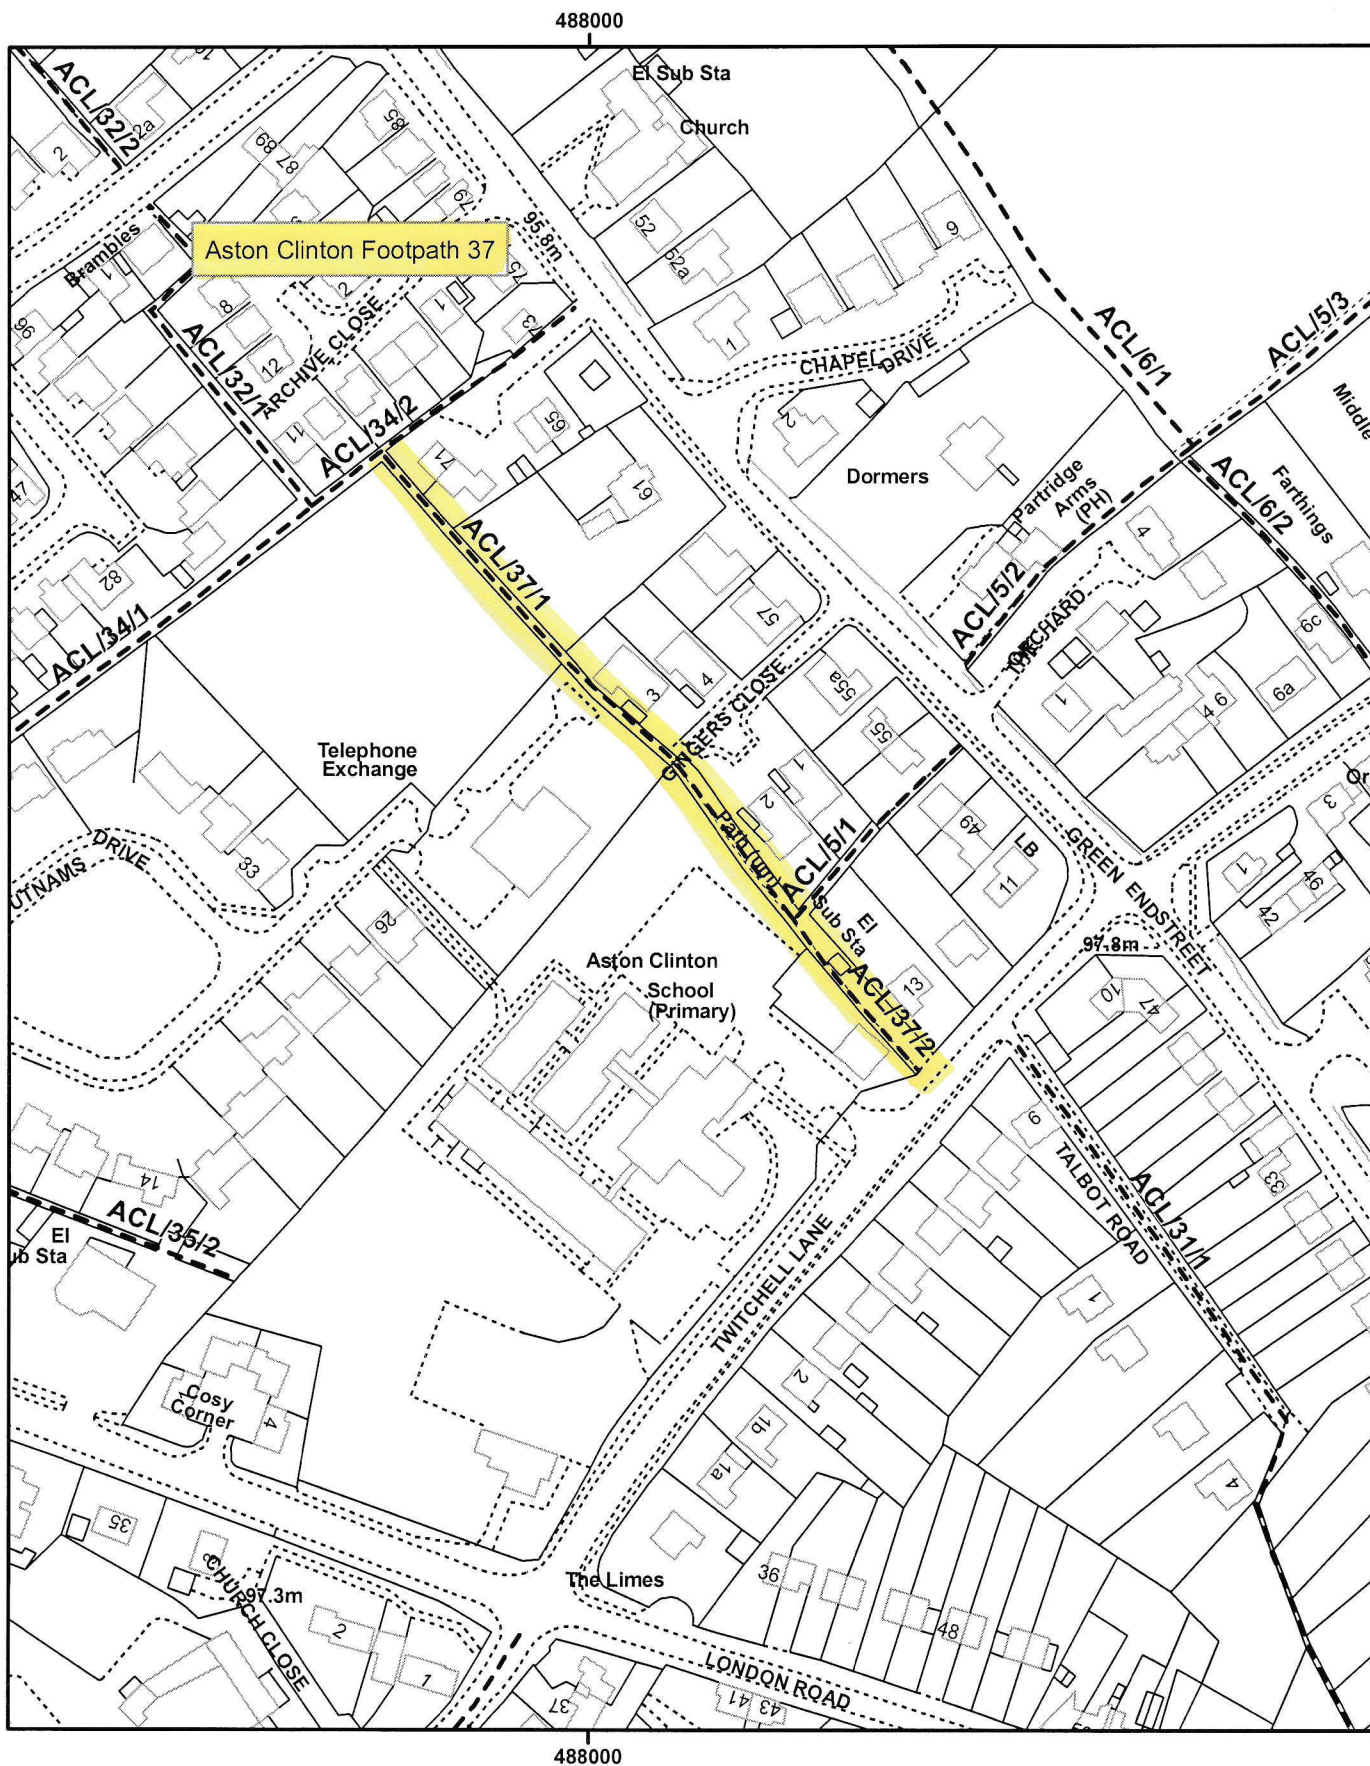 488000
ACL/32/2
2a
2
El Sub Sta
Church
85
89
87
79
95.8m
52
52a
6
Brambles
1
Aston Clinton Footpath 37
75
2
8
1
73
96
ACL/32/1
ARCHIVE CLOSE
12
11
1
CHAPEL DRIVE
ACL/6/1
ACL/5/3
ACL/34/2
71
65
61
2
Dormers
Partridge
Arms
(PH)
ACL/6/2
Farthings
47
82
ACL/34/1
ACL/37/1
57
4
3
GINGERS CLOSE
55a
55
ACL/5/2
THE
ORCHARD
4
1
4 6
6a
6c
Telephone
Exchange
1
2
Path (um)
ACL/5/1
El
Sub Sta
49
LB
11
GREEN END STREET
3
1
46
42
97.8m
DRIVE
33
26
Aston Clinton
School
(Primary)
ACL/37/2
13
10
47
9
TALBOT ROAD
ACL/31/1
33
14
ACL/35/2
El
ub Sta
TWITCHELL LANE
1
2
1b
1a
4
Cosy
Corner
4
35
CHURCH CLOSE
97.3m
2
1
The Limes
36
48
LONDON ROAD
37
41
43
488000